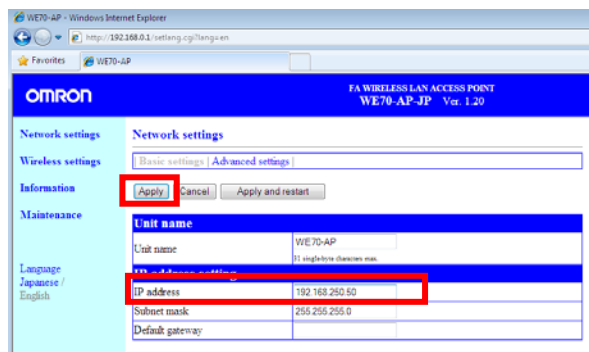 WE70-AP - Windows Internet Explorer
http://192.168.0.1/setlang.cgi?lang=en
Favorites WE70-AP
OMRON
FA WIRELESS LAN ACCESS POINT
WE70-AP-JP Ver. 1.20
Network settings
Wireless settings
Information
Maintenance
Language
Japanese /
English
Network settings
| Basic settings | Advanced settings |
Apply Cancel Apply and restart
Unit name
Unit name WE70-AP
31 single-byte characters max.
IP address setting
IP address 192.168.250.50
Subnet mask 255.255.255.0
Default gateway